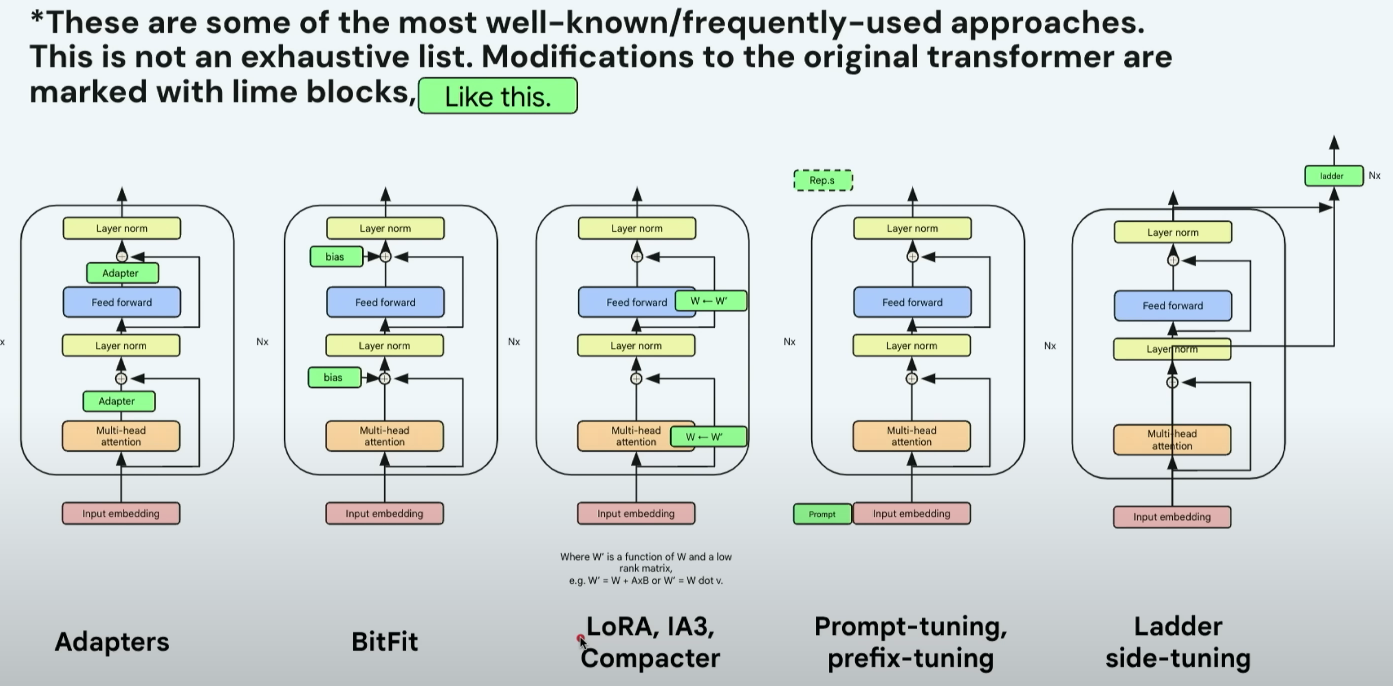 *These are some of the most well-known/frequently-used approaches.
This is not an exhaustive list. Modifications to the original transformer are
marked with lime blocks, Like this.
x
Layer norm
Adapter
Feed forward
Layer norm
Adapter
Multi-head
attention
Input embedding
Adapters
Nx
Layer norm
bias
Feed forward
Layer norm
bias
Multi-head
attention
Input embedding
BitFit
Nx
Layer norm
Feed forward
W ← W'
Layer norm
Multi-head
attention
W ← W'
Input embedding
Where W' is a function of W and a low
rank matrix,
e.g. W' = W + AxB or W' = W dot v.
LoRA, IA3,
Compacter
Nx
Rep.s
Layer norm
Feed forward
Layer norm
Multi-head
attention
Prompt
Input embedding
Prompt-tuning,
prefix-tuning
Nx
ladder
Nx
Layer norm
Feed forward
Layer norm
Multi-head
attention
Input embedding
Ladder
side-tuning